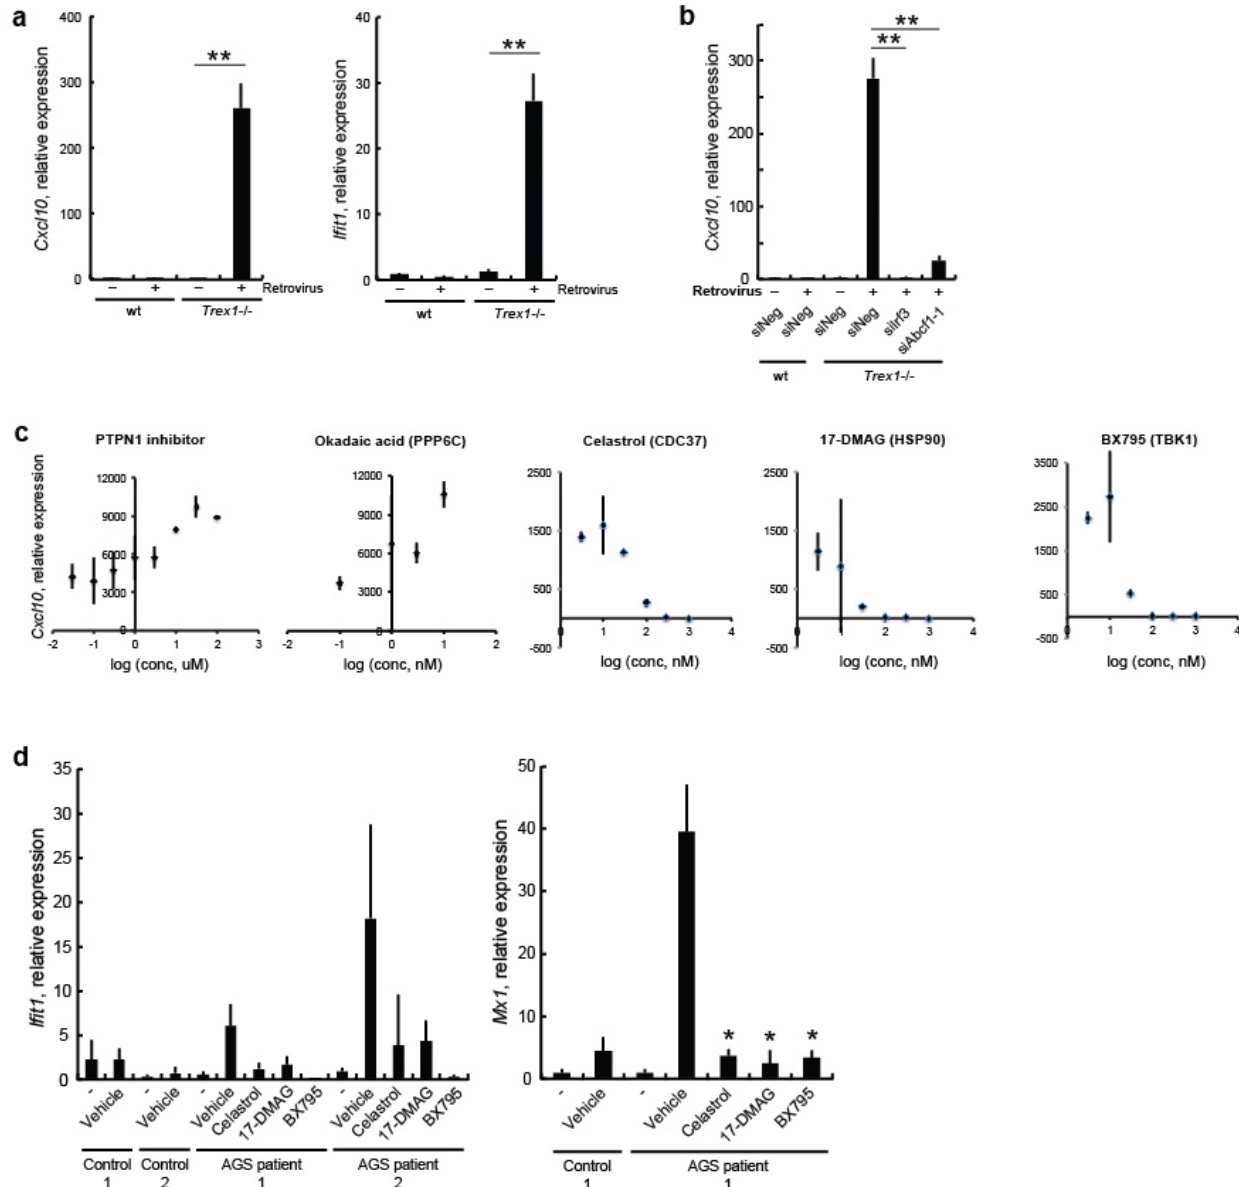 a
Cxcl10, relative expression
400
300
200
100
0
**
– + – + Retrovirus
wt Trex1-/-
Ifit1, relative expression
40
30
20
10
0
**
– + – + Retrovirus
wt Trex1-/-
b
Cxcl10, relative expression
300
200
100
0
**
**
Retrovirus – + – + + +
siNeg siNeg siNeg siNeg siIrf3 siAbcf1-1
wt Trex1-/-
c
Cxcl10, relative expression
PTPN1 inhibitor
12000
9000
6000
3000
0
-2 -1 0 1 2 3
log (conc, uM)
Okadaic acid (PPP6C)
12000
9000
6000
3000
0
-2 -1 0 1 2
log (conc, nM)
Celastrol (CDC37)
2500
1500
500
-500
0 1 2 3 4
log (conc, nM)
17-DMAG (HSP90)
2500
1500
500
-500
0 1 2 3 4
log (conc, nM)
BX795 (TBK1)
3500
2500
1500
500
-500
0 1 2 3 4
log (conc, nM)
d
Ifit1, relative expression
35
30
25
20
15
10
5
0
- Vehicle - Vehicle - Vehicle Celastrol 17-DMAG BX795 - Vehicle Celastrol 17-DMAG BX795
Control Control AGS patient AGS patient
1 2 1 2
Mx1, relative expression
50
40
30
20
10
0
* * *
- Vehicle - Vehicle Celastrol 17-DMAG BX795
Control AGS patient
1 1